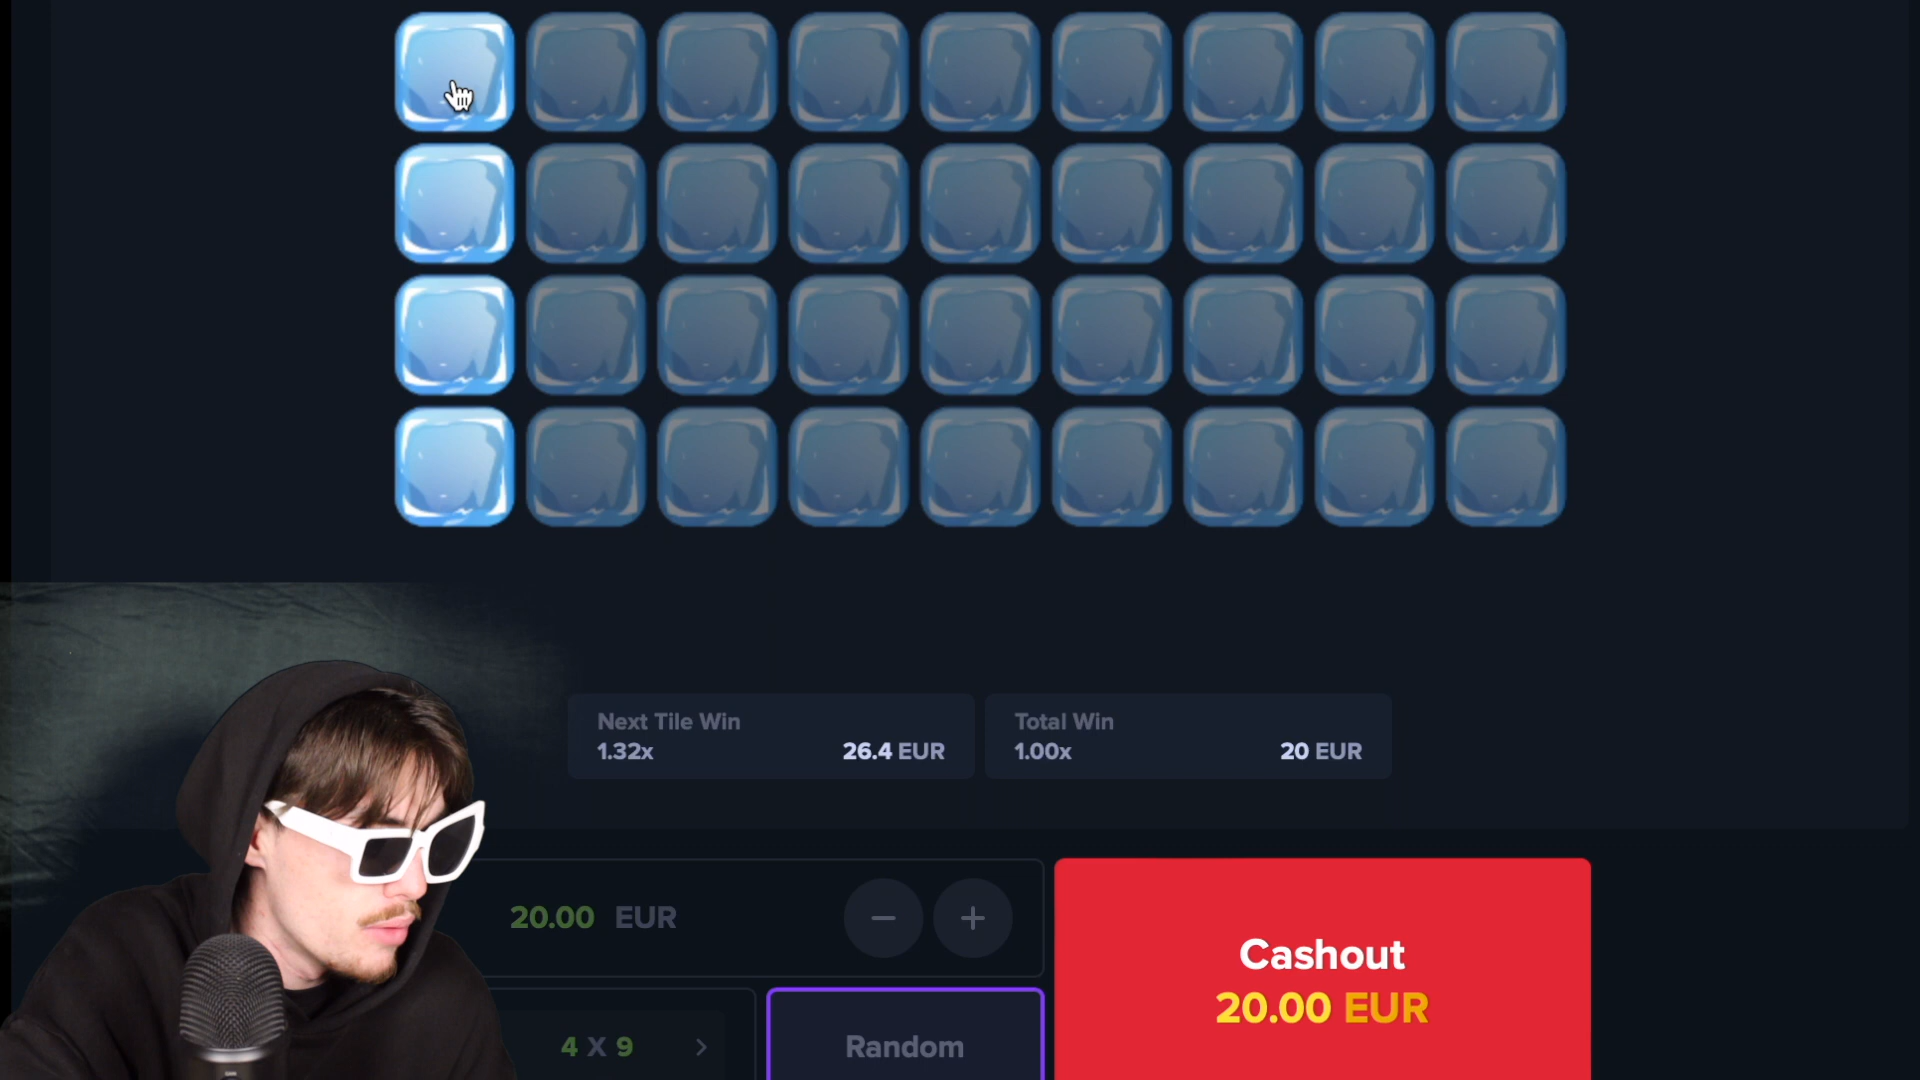 Next Tile Win
1.32x 26.4 EUR
Total Win
1.00x 20 EUR
20.00 EUR
− +
4 X 9 >
Random
Cashout
20.00 EUR